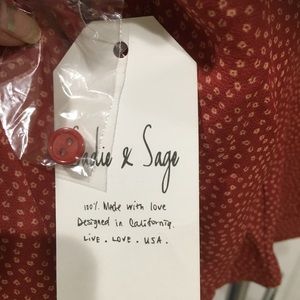 Sadie & Sage
100% Made with love
Designed in California.
LIVE . LOVE . USA .